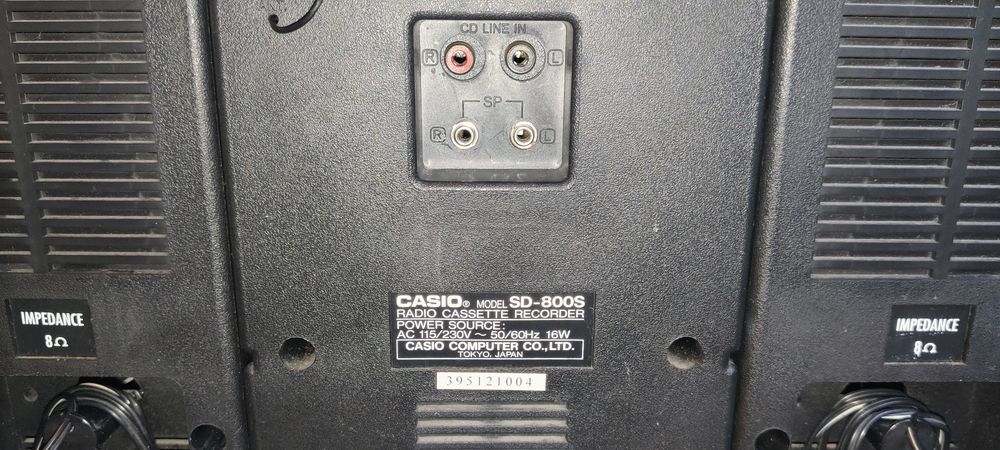 CD LINE IN
R L
SP
R L
CASIO® MODEL SD-800S
RADIO CASSETTE RECORDER
POWER SOURCE:
AC 115/230V ~ 50/60Hz 16W
CASIO COMPUTER CO., LTD.
TOKYO, JAPAN
395121004
IMPEDANCE
8Ω
IMPEDANCE
8Ω